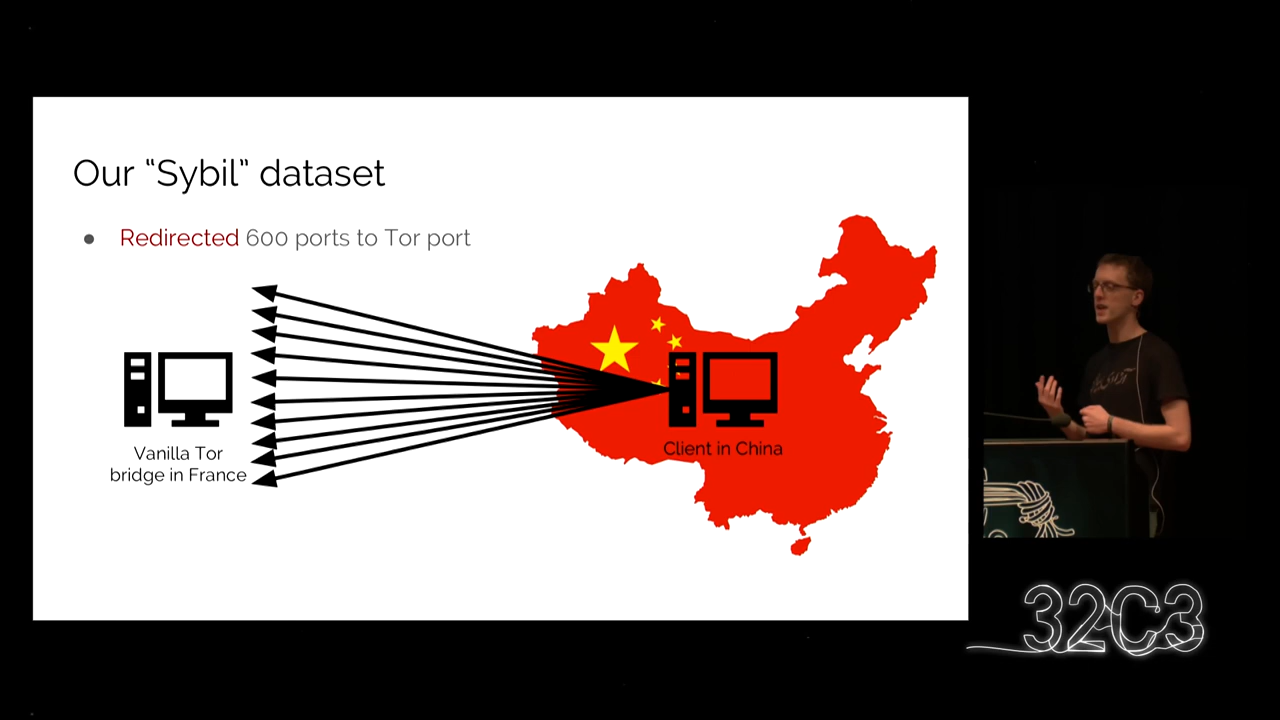 Our “Sybil” dataset
● Redirected 600 ports to Tor port
Vanilla Tor
bridge in France
Client in China
32C3